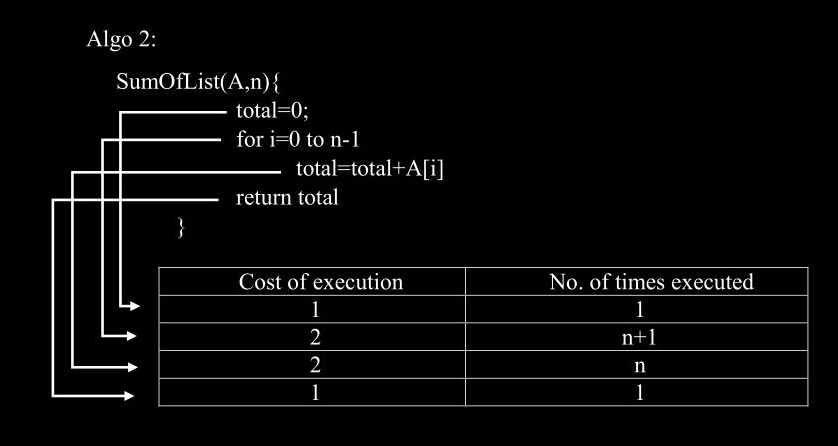 Algo 2:
SumOfList(A,n){
total=0;
for i=0 to n-1
total=total+A[i]
return total
}
Cost of execution No. of times executed
1 1
2 n+1
2 n
1 1